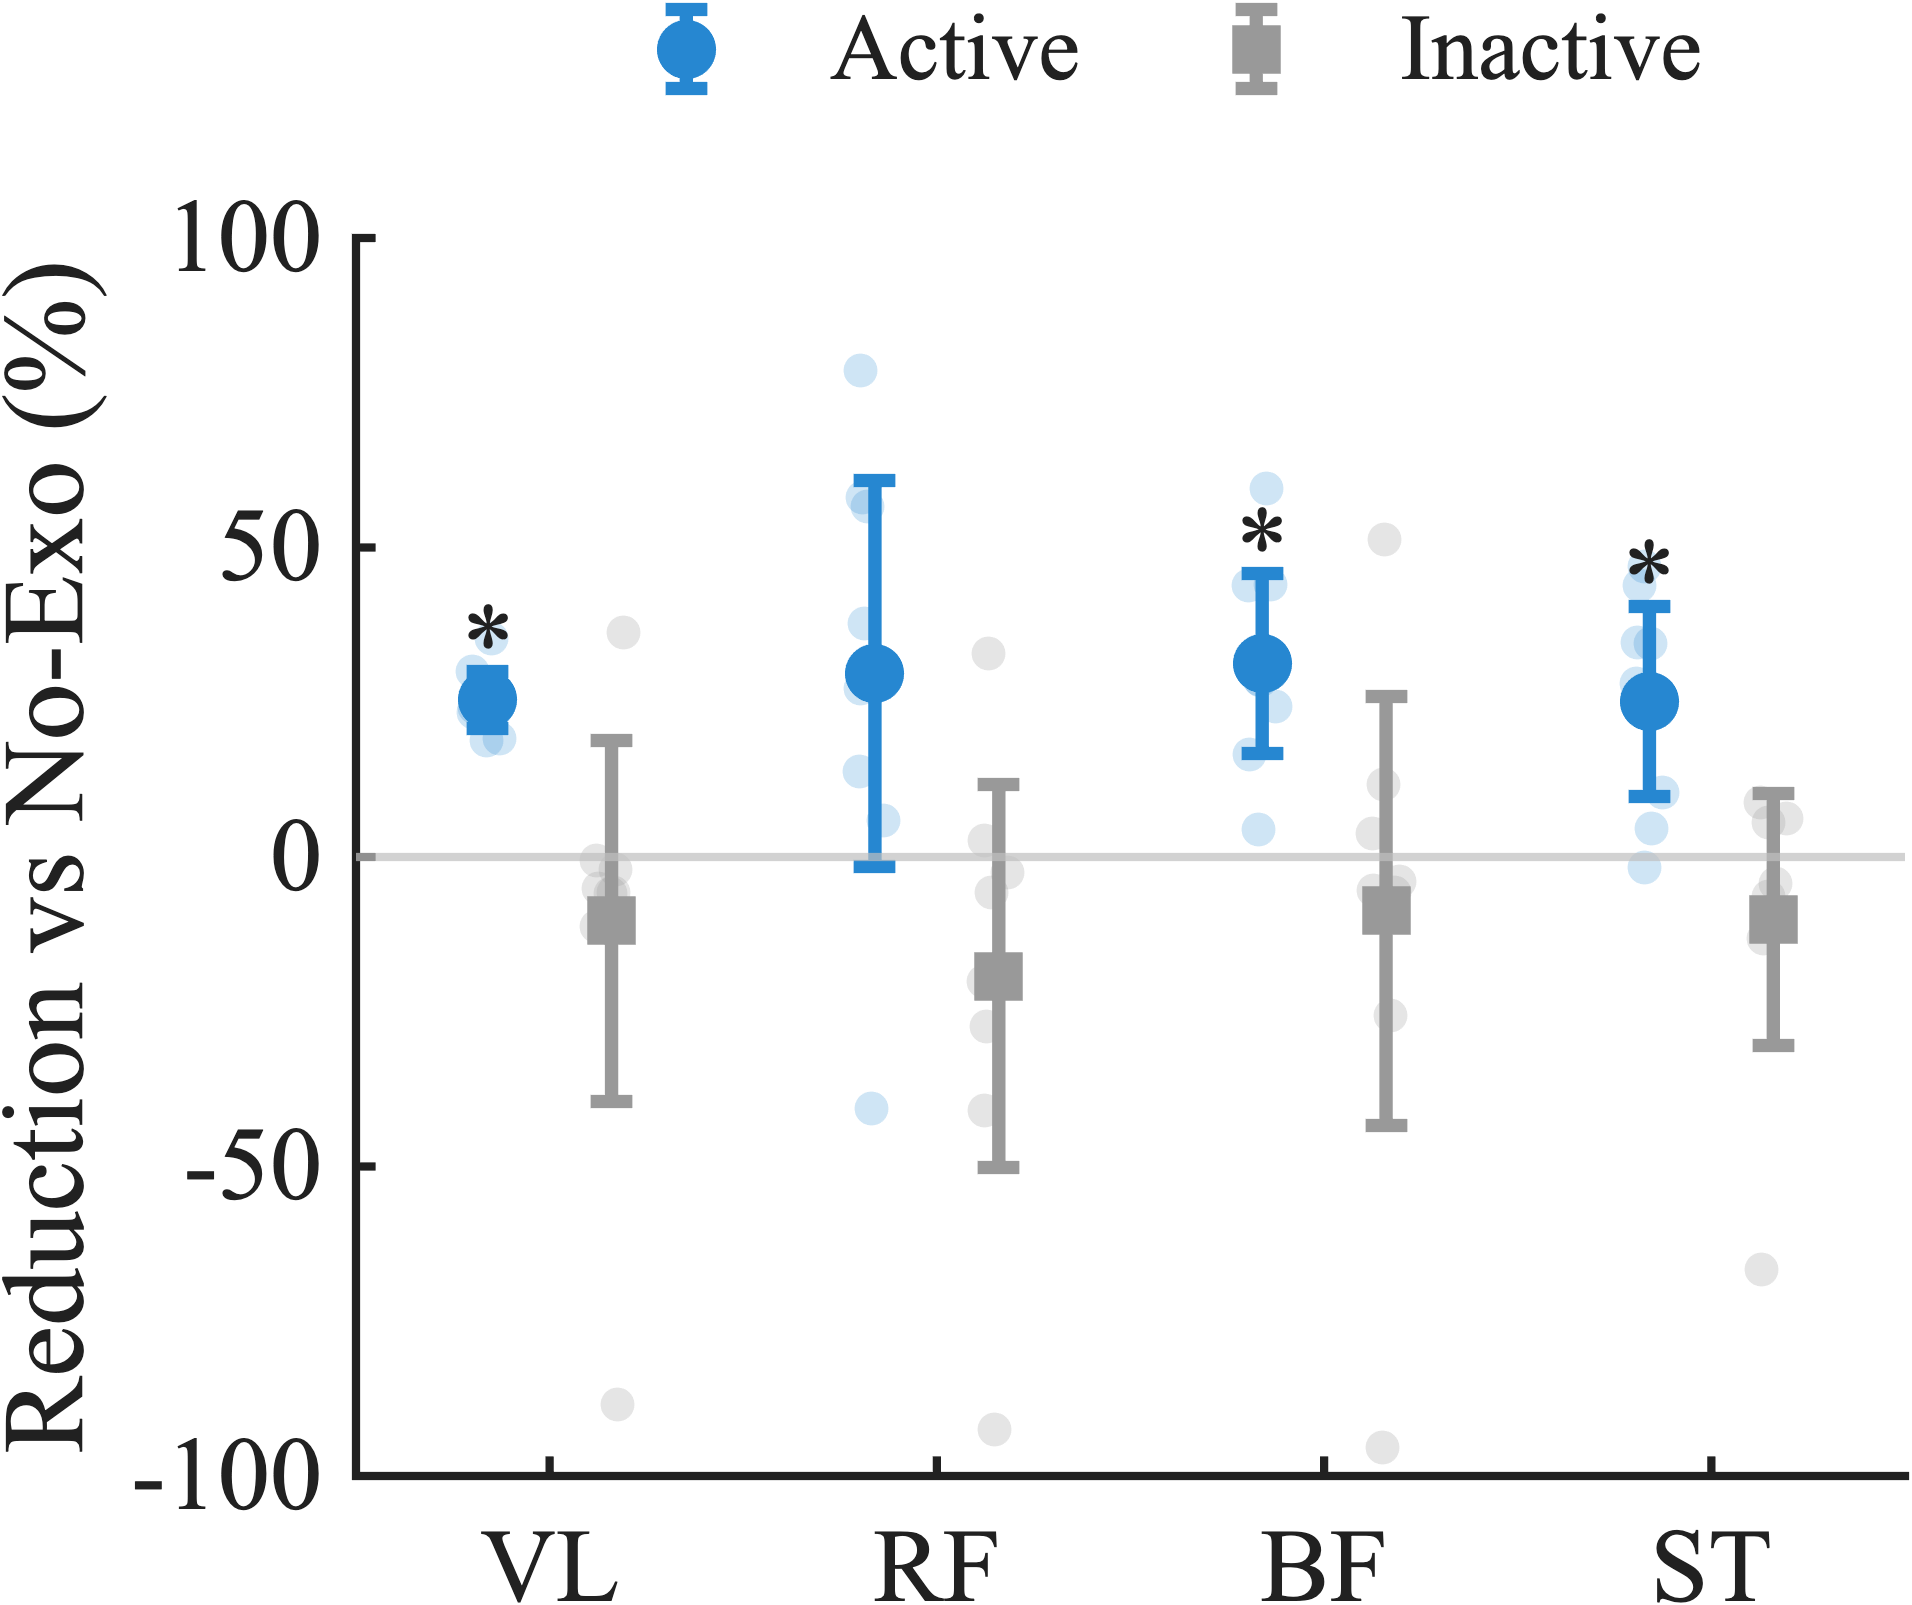 Active Inactive
Reduction vs No-Exo (%)
100
50
0
-50
-100
*
*
*
VL RF BF ST